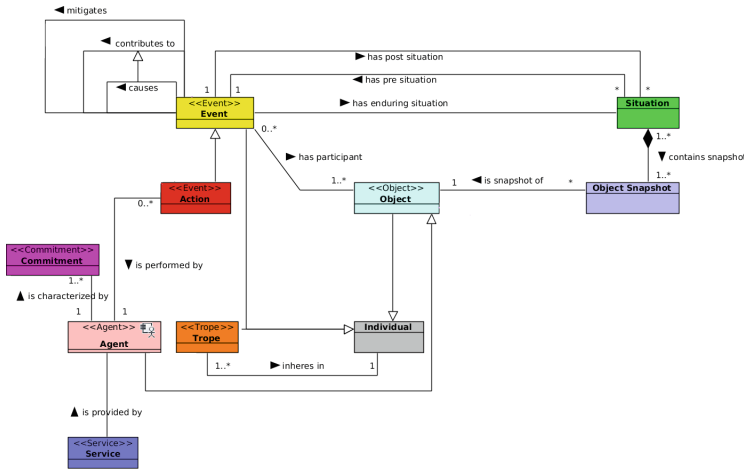 ◄ mitigates
◄ contributes to
◄ causes
► has post situation
◄ has pre situation
► has enduring situation
1
1
*
*
<<Event>>
Event
Situation
0..*
1..*
► has participant
▼ contains snapshot
1..*
1..*
<<Event>>
Action
<<Object>>
Object
1
◄ is snapshot of
*
Object Snapshot
0..*
<<Commitment>>
Commitment
▼ is performed by
1..*
▲ is characterized by
1
1
<<Agent>>
Agent
<<Trope>>
Trope
Individual
1..*
► inheres in
1
▲ is provided by
<<Service>>
Service